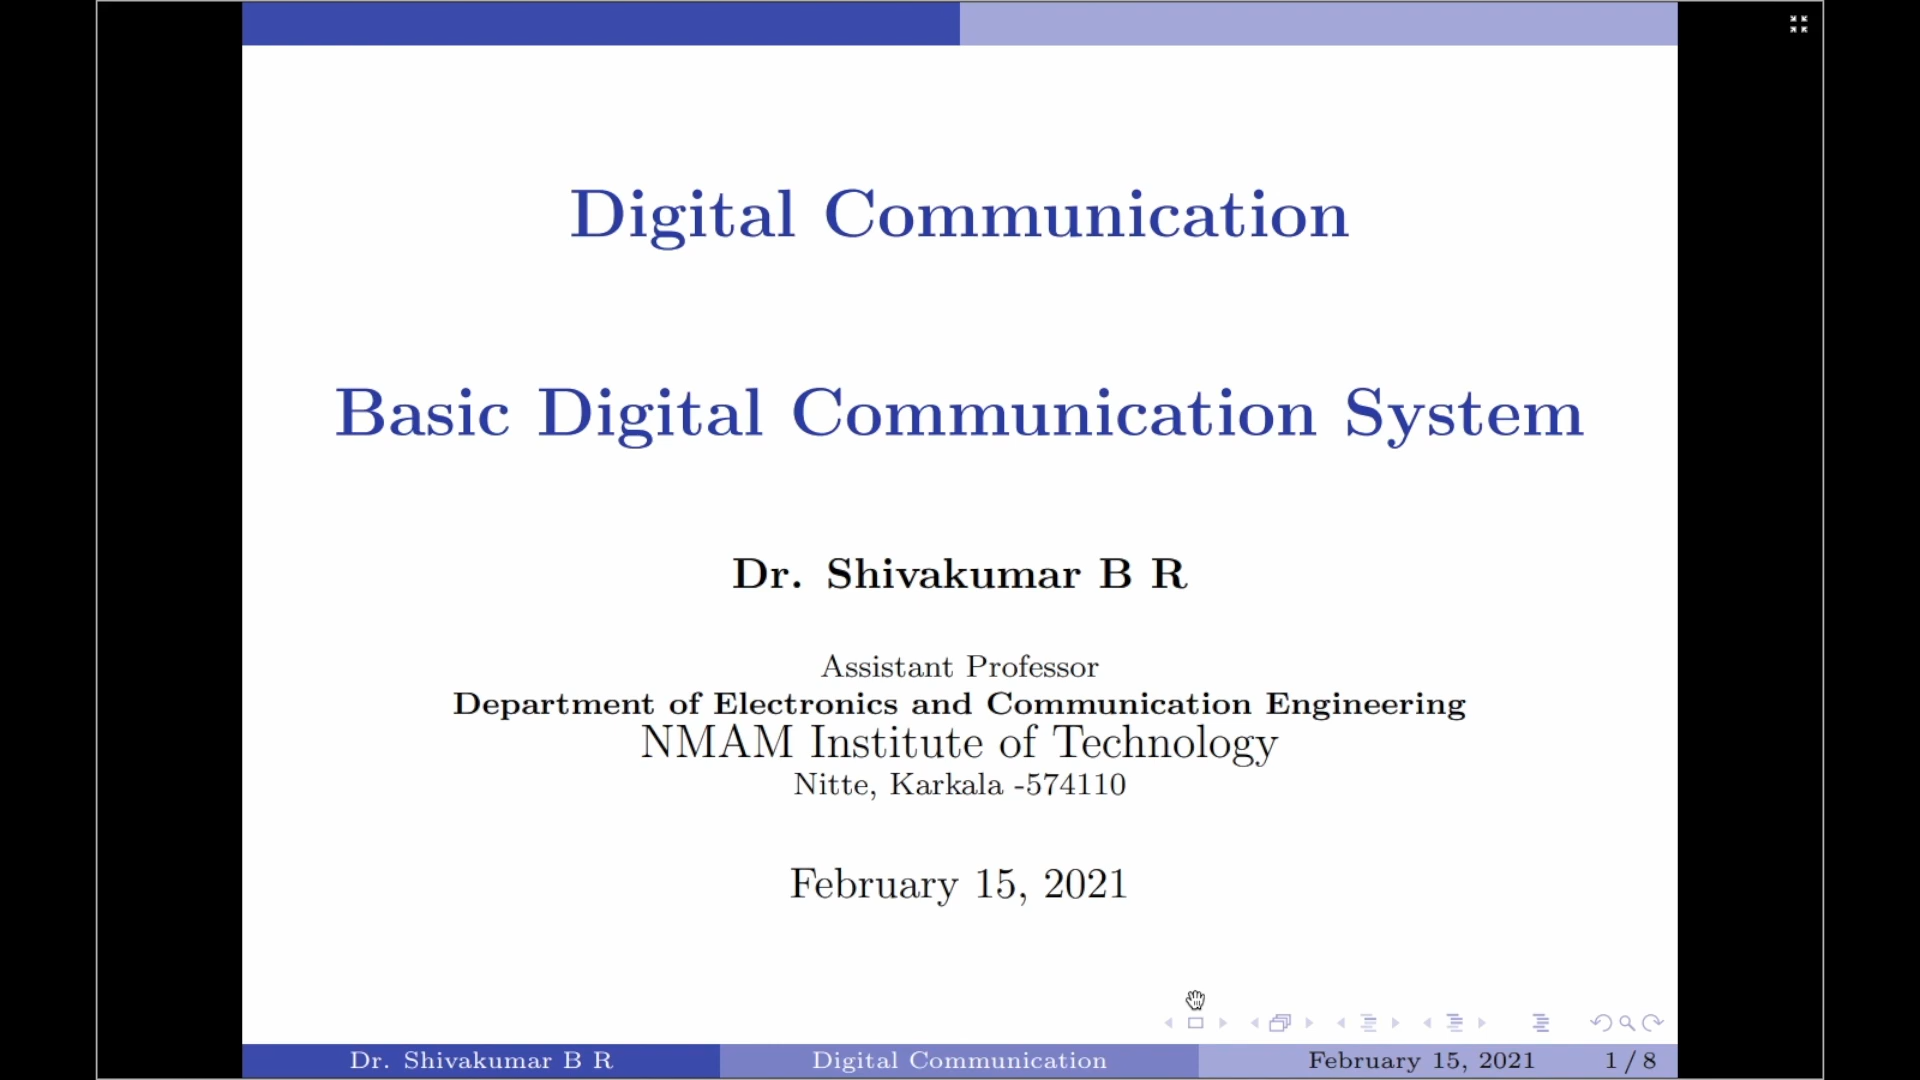 Digital Communication
Basic Digital Communication System
Dr. Shivakumar B R
Assistant Professor
Department of Electronics and Communication Engineering
NMAM Institute of Technology
Nitte, Karkala -574110
February 15, 2021
Dr. Shivakumar B R Digital Communication February 15, 2021 1 / 8